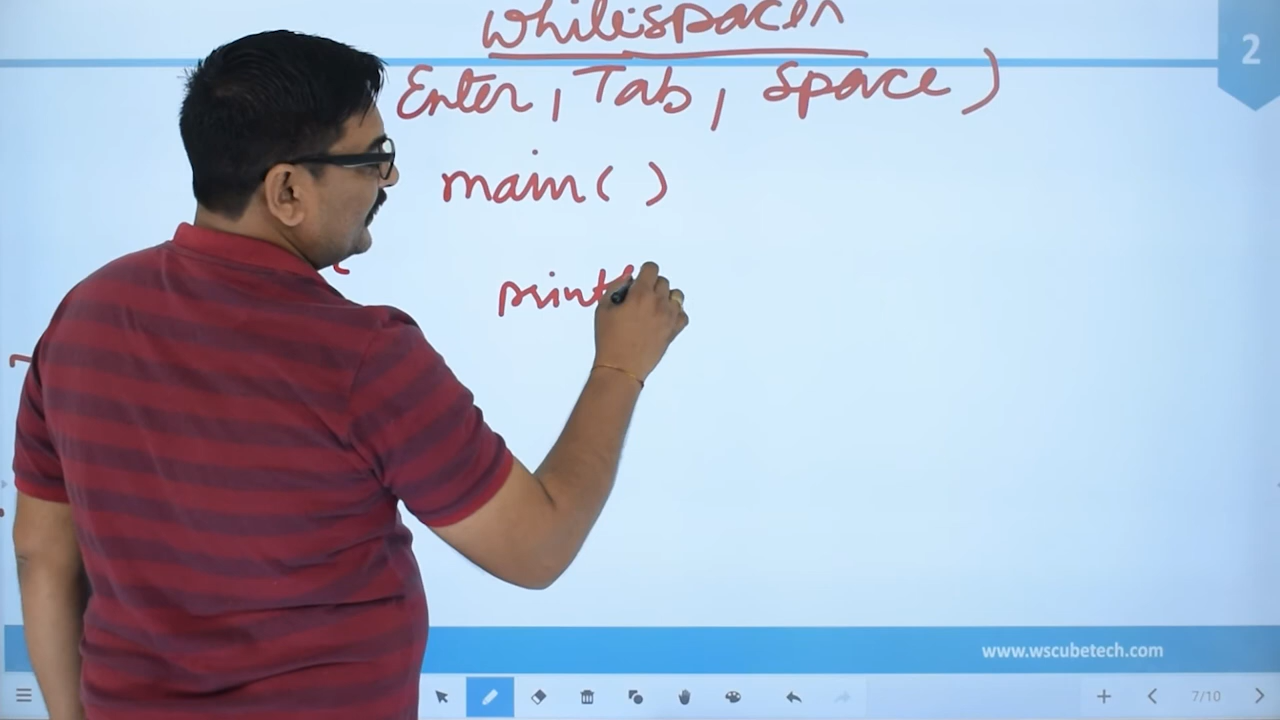 whitespaces
2
Enter, Tab, Space )
main( )
printf
www.wscubetech.com
7/10